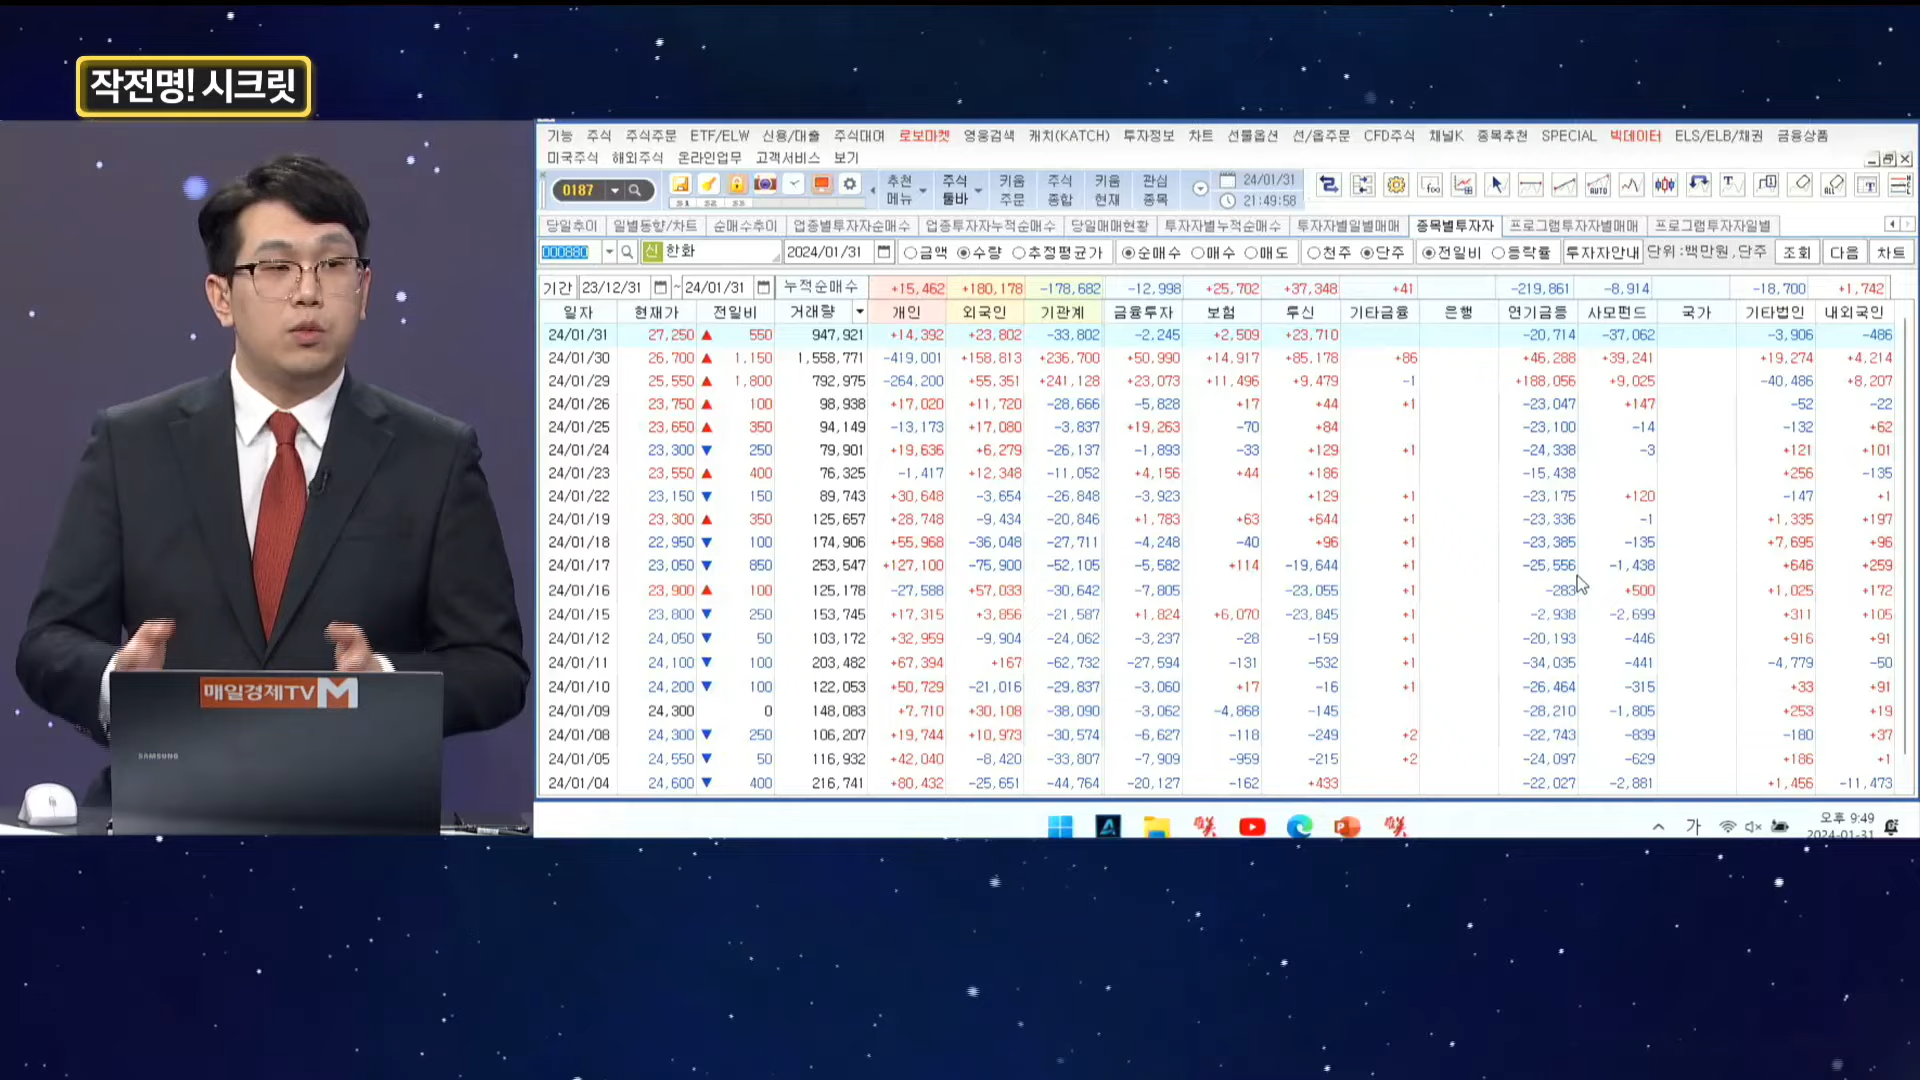 작전명! 시크릿
기능 주식 주식주문 ETF/ELW 신용/대출 주식대여 로보마켓 영웅검색 캐치(KATCH) 투자정보 차트 선물옵션 선/옵주문 CFD주식 채널K 종목추천 SPECIAL 빅데이터 ELS/ELB/채권 금융상품
미국주식 해외주식 온라인업무 고객서비스 보기
0187 추천 메뉴 주식 툴바 키움 주문 주식 종합 키움 현재 관심 종목 24/01/31 21:49:58
당일추이 일별동향/차트 순매수추이 업종별투자자순매수 업종투자자누적순매수 당일매매현황 투자자별누적순매수 투자자별일별매매 종목별투자자 프로그램투자자별매매 프로그램투자자일별
000880 신 한화 2024/01/31 금액 수량 추정평균가 순매수 매수 매도 천주 단주 전일비 등락률 투자자안내 단위:백만원,단주 조회 다음 차트
기간 23/12/31 ~ 24/01/31 누적순매수 +15,462 +180,178 -178,682 -12,998 +25,702 +37,348 +41 -219,861 -8,914 -18,700 +1,742
일자 현재가 전일비 거래량 개인 외국인 기관계 금융투자 보험 투신 기타금융 은행 연기금등 사모펀드 국가 기타법인 내외국인
24/01/31 27,250 ▲ 550 947,921 +14,392 +23,802 -33,802 -2,245 +2,509 +23,710 -20,714 -37,062 -3,906 -486
24/01/30 26,700 ▲ 1,150 1,558,771 -419,001 +158,813 +236,700 +50,990 +14,917 +85,178 +86 +46,288 +39,241 +19,274 +4,214
24/01/29 25,550 ▲ 1,800 792,975 -264,200 +55,351 +241,128 +23,073 +11,496 +9,479 -1 +188,056 +9,025 -40,486 +8,207
24/01/26 23,750 ▲ 100 98,938 +17,020 +11,720 -28,666 -5,828 +17 +44 +1 -23,047 +147 -52 -22
24/01/25 23,650 ▲ 350 94,149 -13,173 +17,080 -3,837 +19,263 -70 +84 -23,100 -14 -132 +62
24/01/24 23,300 ▼ 250 79,901 +19,636 +6,279 -26,137 -1,893 -33 +129 +1 -24,338 -3 +121 +101
24/01/23 23,550 ▲ 400 76,325 -1,417 +12,348 -11,052 +4,156 +44 +186 -15,438 +256 -135
24/01/22 23,150 ▼ 150 89,743 +30,648 -3,654 -26,848 -3,923 +129 +1 -23,175 +120 -147 +1
24/01/19 23,300 ▲ 350 125,657 +28,748 -9,434 -20,846 +1,783 +63 +644 +1 -23,336 -1 +1,335 +197
24/01/18 22,950 ▼ 100 174,906 +55,968 -36,048 -27,711 -4,248 -40 +96 +1 -23,385 -135 +7,695 +96
24/01/17 23,050 ▼ 850 253,547 +127,100 -75,900 -52,105 -5,582 +114 -19,644 +1 -25,556 -1,438 +646 +259
24/01/16 23,900 ▲ 100 125,178 -27,588 +57,033 -30,642 -7,805 -23,055 +1 -283 +500 +1,025 +172
24/01/15 23,800 ▼ 250 153,745 +17,315 +3,856 -21,587 +1,824 +6,070 -23,845 +1 -2,938 -2,699 +311 +105
24/01/12 24,050 ▼ 50 103,172 +32,959 -9,904 -24,062 -3,237 -28 -159 +1 -20,193 -446 +916 +91
24/01/11 24,100 ▼ 100 203,482 +67,394 +167 -62,732 -27,594 -131 -532 +1 -34,035 -441 -4,779 -50
24/01/10 24,200 ▼ 100 122,053 +50,729 -21,016 -29,837 -3,060 +17 -16 +1 -26,464 -315 +33 +91
24/01/09 24,300 0 148,083 +7,710 +30,108 -38,090 -3,062 -4,868 -145 -28,210 -1,805 +253 +19
24/01/08 24,300 ▼ 250 106,207 +19,744 +10,973 -30,574 -6,627 -118 -249 +2 -22,743 -839 -180 +37
24/01/05 24,550 ▼ 50 116,932 +42,040 -8,420 -33,807 -7,909 -959 -215 +2 -24,097 -629 +186 +1
24/01/04 24,600 ▼ 400 216,741 +80,432 -25,651 -44,764 -20,127 -162 +433 -22,027 -2,881 +1,456 -11,473
매일경제TV M
SAMSUNG
가 오후 9:49
2024-01-31